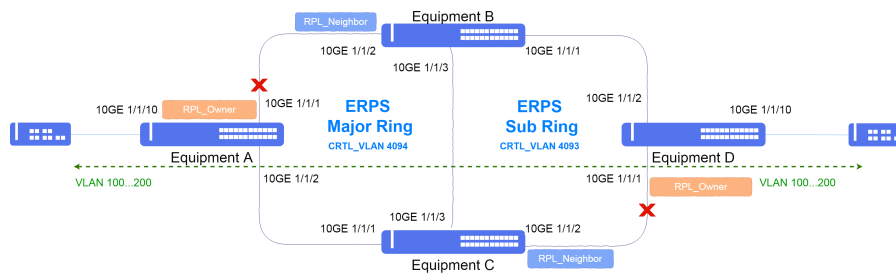 Equipment B
RPL_Neighbor
10GE 1/1/2
10GE 1/1/1
10GE 1/1/3
10GE 1/1/10
RPL_Owner
10GE 1/1/1
ERPS
Major Ring
CRTL_VLAN 4094
ERPS
Sub Ring
CRTL_VLAN 4093
10GE 1/1/2
10GE 1/1/10
Equipment A
Equipment D
VLAN 100...200
10GE 1/1/2
10GE 1/1/1
RPL_Owner
VLAN 100...200
10GE 1/1/1
10GE 1/1/3
10GE 1/1/2
Equipment C
RPL_Neighbor